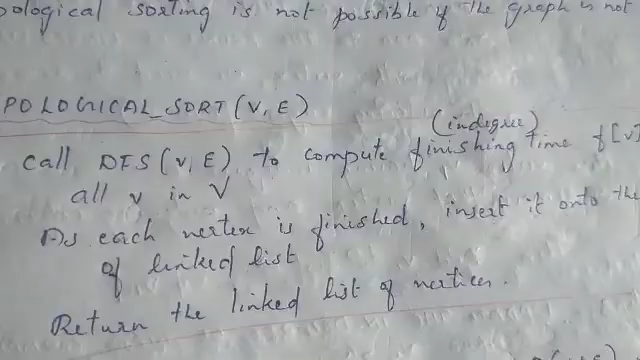 ological sorting is not possible if the graph is not
POLOGICAL_SORT(V, E)
(indegree)
call DFS(V, E) to compute finishing time f[v]
all v in V
As each vertex is finished, insert it onto the
of linked list
Return the linked list of vertices.